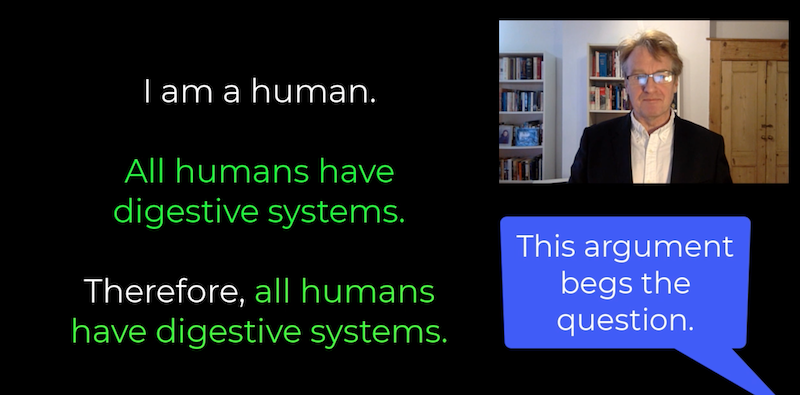 I am a human.
All humans have
digestive systems.
Therefore, all humans
have digestive systems.
This argument
begs the
question.